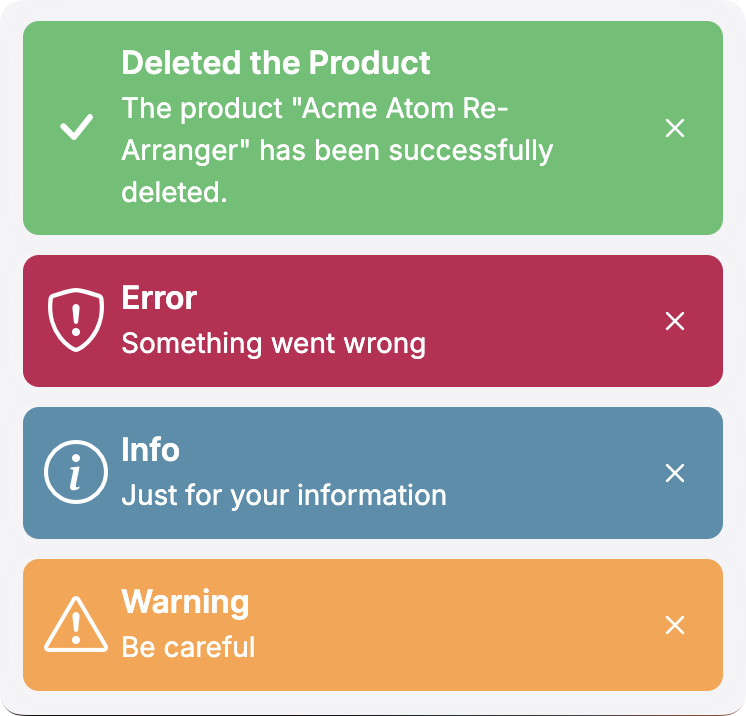 Deleted the Product
The product "Acme Atom Re-
Arranger" has been successfully
deleted.
Error
Something went wrong
Info
Just for your information
Warning
Be careful